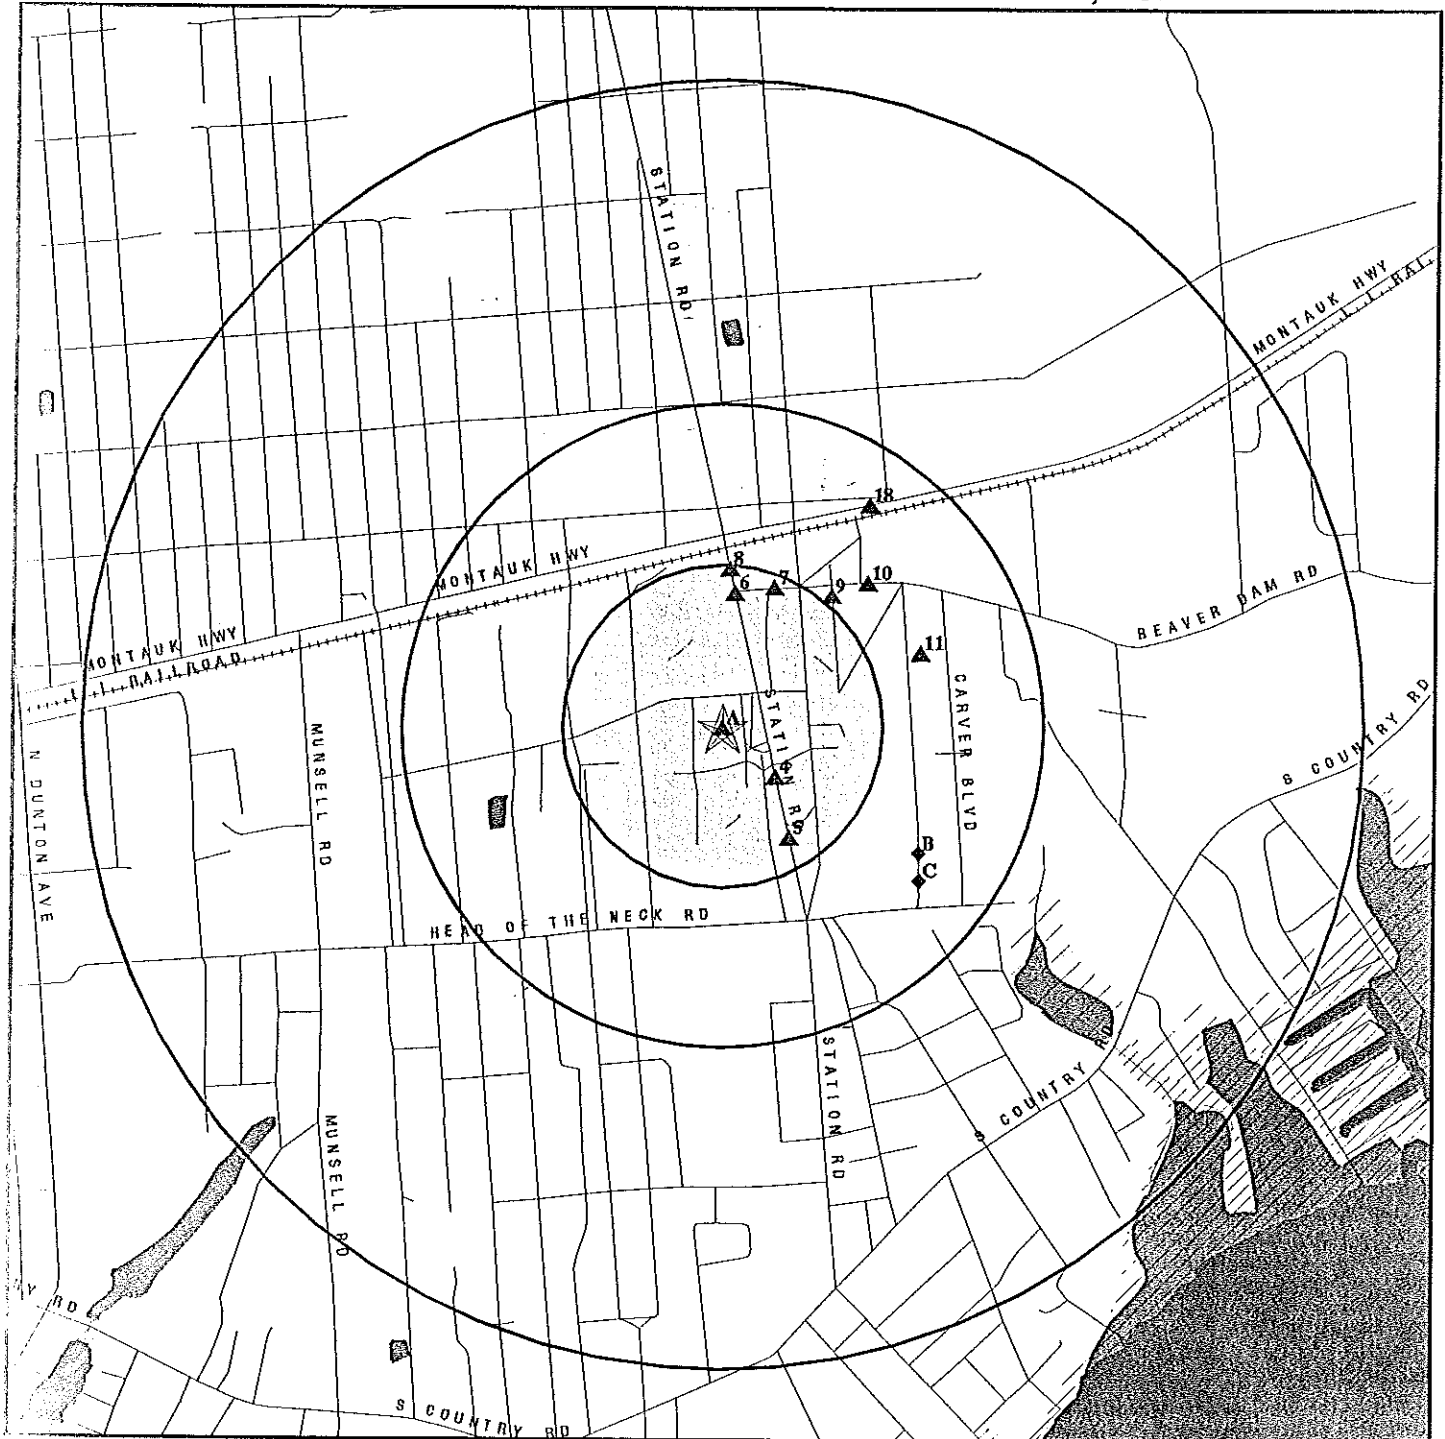 STATION RD
MONTAUK HWY
L I RAI
18
MONTAUK HWY
8
6
7
9
10
BEAVER DAM RD
11
MONTAUK HWY
L I RAILROAD
STATION RD
CARVER BLVD
A
S COUNTRY RD
N DUNTON AVE
MUNSELL RD
4
5
B
C
HEAD OF THE NECK RD
STATION RD
S COUNTRY RD
MUNSELL RD
Y RD
S COUNTRY RD